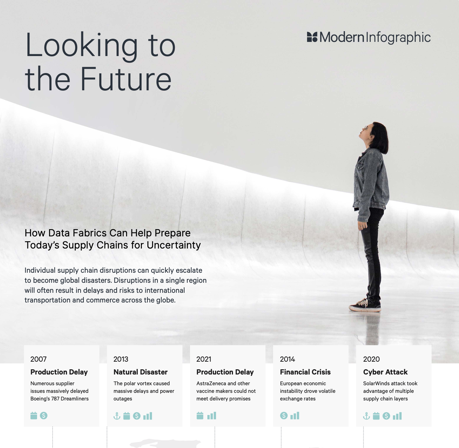 Looking to
the Future
ModernInfographic
How Data Fabrics Can Help Prepare
Today's Supply Chains for Uncertainty
Individual supply chain disruptions can quickly escalate
to become global disasters. Disruptions in a single region
will often result in delays and risks to international
transportation and commerce across the globe.
2007
Production Delay
Numerous supplier
issues massively delayed
Boeing's 787 Dreamliners
2013
Natural Disaster
The polar vortex caused
massive delays and power
outages
2021
Production Delay
AstraZeneca and other
vaccine makers could not
meet delivery promises
2014
Financial Crisis
European economic
instability drove volatile
exchange rates
2020
Cyber Attack
SolarWinds attack took
advantage of multiple
supply chain layers